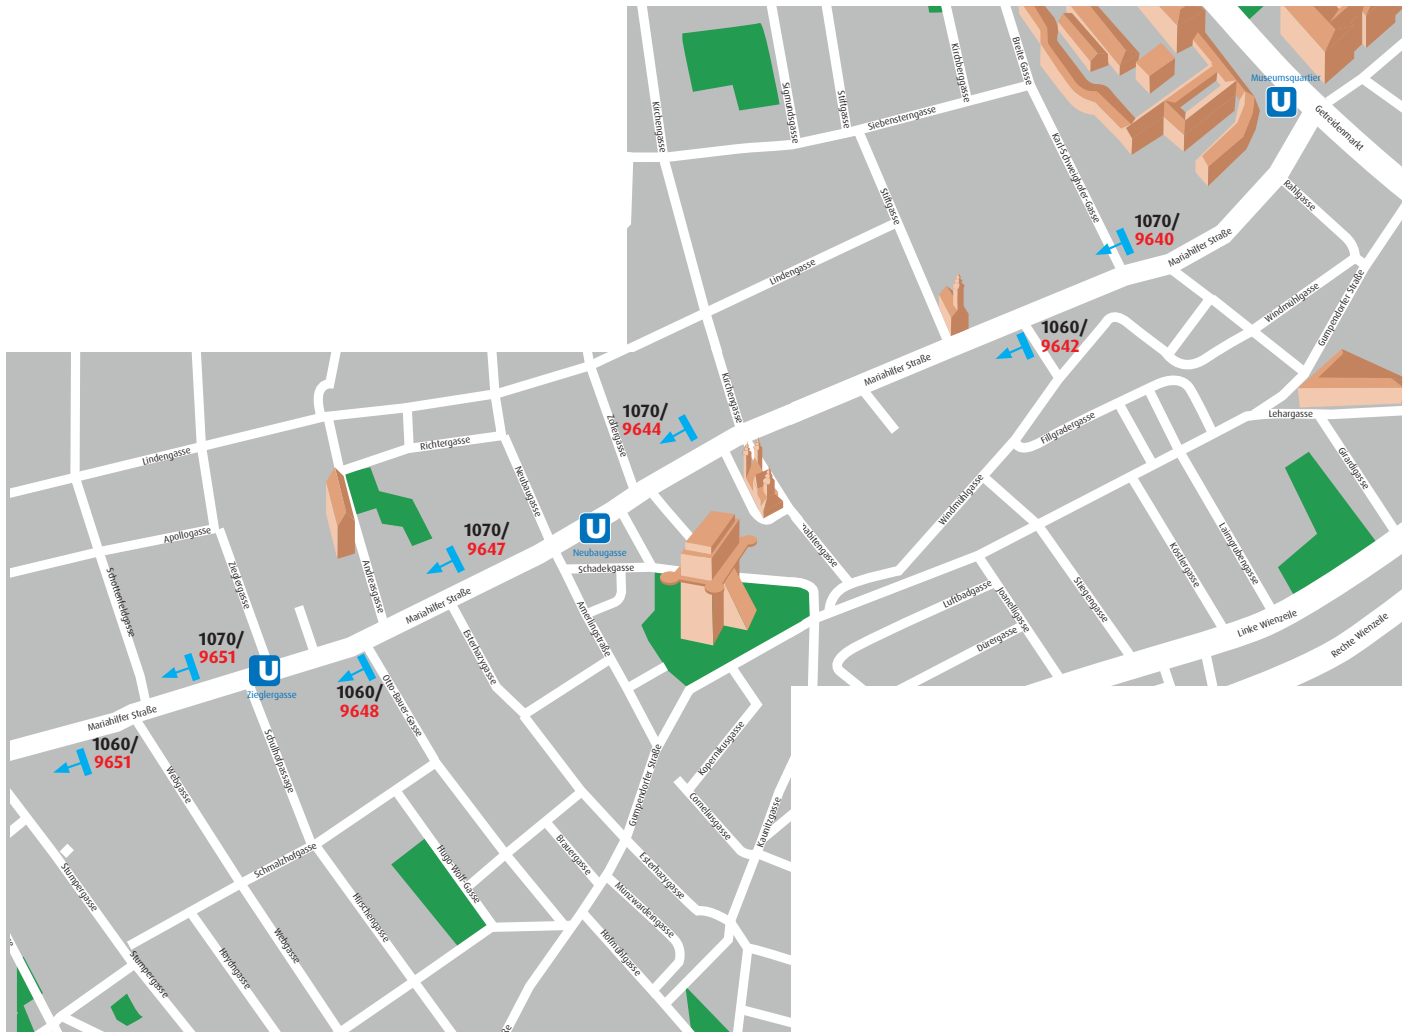 Museumsquartier
U
Getreidenmarkt
Breite Gasse
Kirchberggasse
Siebensterngasse
Stiftgasse
Sigmundsgasse
Kirchengasse
Karl-Schweighofer-Gasse
Rahlgasse
Stiftgasse
1070/
9640
Mariahilfer Straße
Lindengasse
Windmühlgasse
Gumpendorfer Straße
1060/
9642
Mariahilfer Straße
Kirchengasse
Lehargasse
Fillgradergasse
Girardigasse
1070/
9644
Zollergasse
Richtergasse
Lindengasse
Neubaugasse
Windmühlgasse
U
Neubaugasse
1070/
9647
Apollogasse
Schadekgasse
Laimgrubengasse
Köstlergasse
Schottenfeldgasse
Zieglergasse
Andreasgasse
Mariahilfer Straße
Amerlingstraße
Luftbadgasse
Joanelligasse
Stiegengasse
Dürergasse
Linke Wienzeile
Rechte Wienzeile
Esterhazygasse
1070/
9651
U
Zieglergasse
1060/
9648
Otto-Bauer-Gasse
Mariahilfer Straße
1060/
9651
Schulhofpassage
Webgasse
Kopernikusgasse
Gumpendorfer Straße
Corneliusgasse
Kaunitzgasse
Schmalzhofgasse
Hugo-Wolf-Gasse
Brauergasse
Esterhazygasse
Stumpergasse
Hirschengasse
Münzwardeingasse
Webgasse
Haydngasse
Hofmühlgasse
Stumpergasse